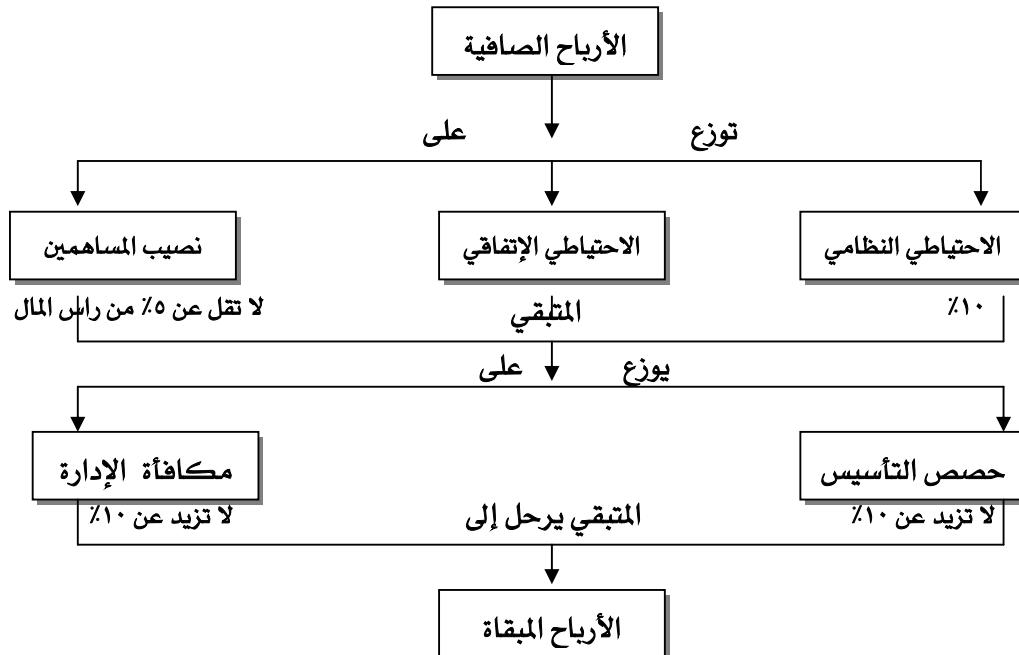 الأرباح الصافية
توزع على
الاحتياطي النظامي
الاحتياطي الإتفاقي
نصيب المساهمين
١٠٪
المتبقي
لا تقل عن ٥٪ من راس المال
يوزع على
حصص التأسيس
مكافأة الإدارة
لا تزيد عن ١٠٪
المتبقي يرحل إلى
لا تزيد عن ١٠٪
الأرباح المبقاة